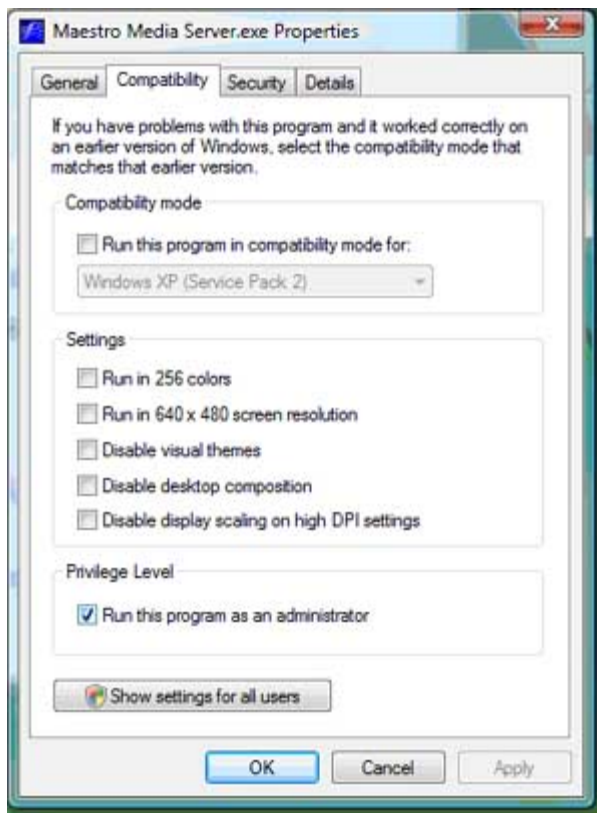 Maestro Media Server.exe Properties
General Compatibility Security Details
If you have problems with this program and it worked correctly on
an earlier version of Windows, select the compatibility mode that
matches that earlier version.
Compatibility mode
Run this program in compatibility mode for:
Windows XP (Service Pack 2)
Settings
Run in 256 colors
Run in 640 x 480 screen resolution
Disable visual themes
Disable desktop composition
Disable display scaling on high DPI settings
Privilege Level
Run this program as an administrator
Show settings for all users
OK Cancel Apply